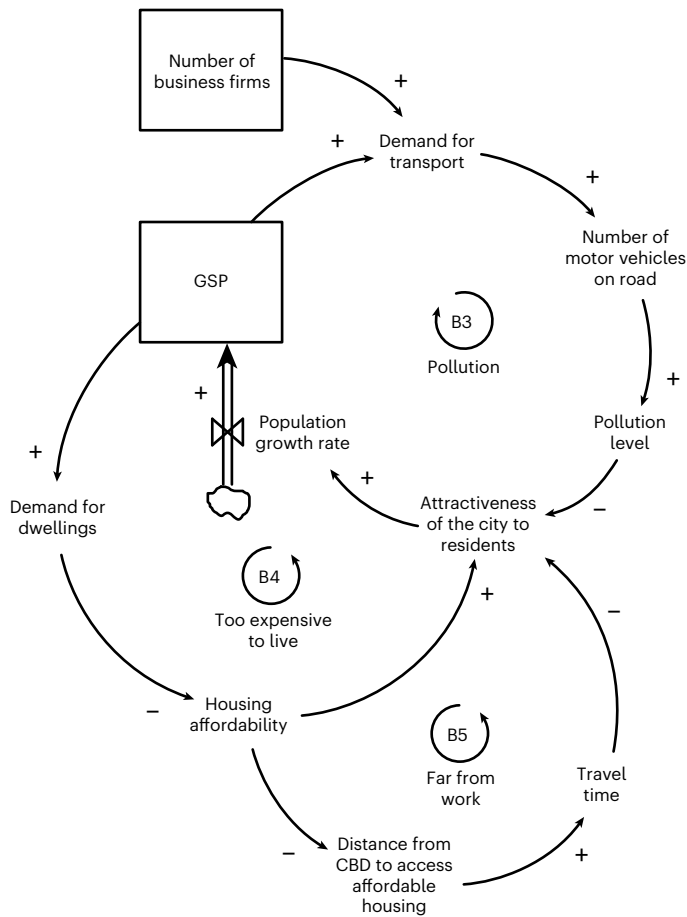 Number of
business firms
+
Demand for
transport
+
+
Number of
motor vehicles
on road
GSP
B3
Pollution
+
+
Population
growth rate
Pollution
level
+
+
Attractiveness
of the city to
residents
−
Demand for
dwellings
B4
Too expensive
to live
+
−
Housing
affordability
−
B5
Far from
work
Travel
time
−
Distance from
CBD to access
affordable
housing
+